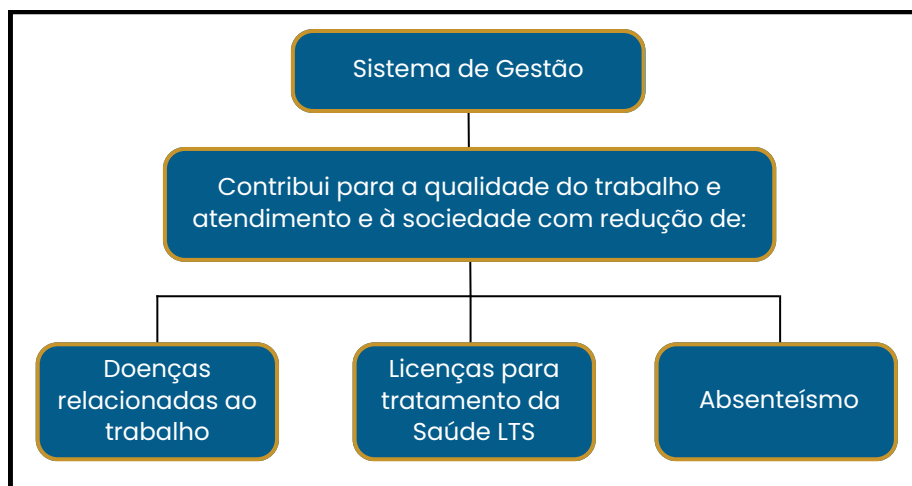 Sistema de Gestão
Contribui para a qualidade do trabalho e
atendimento e à sociedade com redução de:
Doenças
relacionadas ao
trabalho
Licenças para
tratamento da
Saúde LTS
Absenteísmo